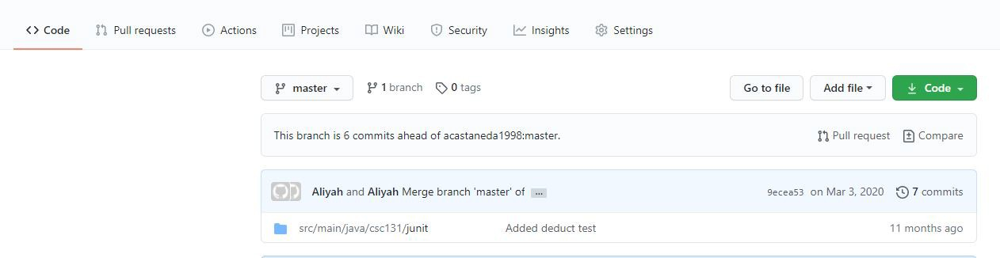 Code Pull requests Actions Projects Wiki Security Insights Settings
master 1 branch 0 tags Go to file Add file Code
This branch is 6 commits ahead of acastaneda1998:master. Pull request Compare
Aliyah and Aliyah Merge branch 'master' of ... 9ecea53 on Mar 3, 2020 7 commits
src/main/java/csc131/junit Added deduct test 11 months ago